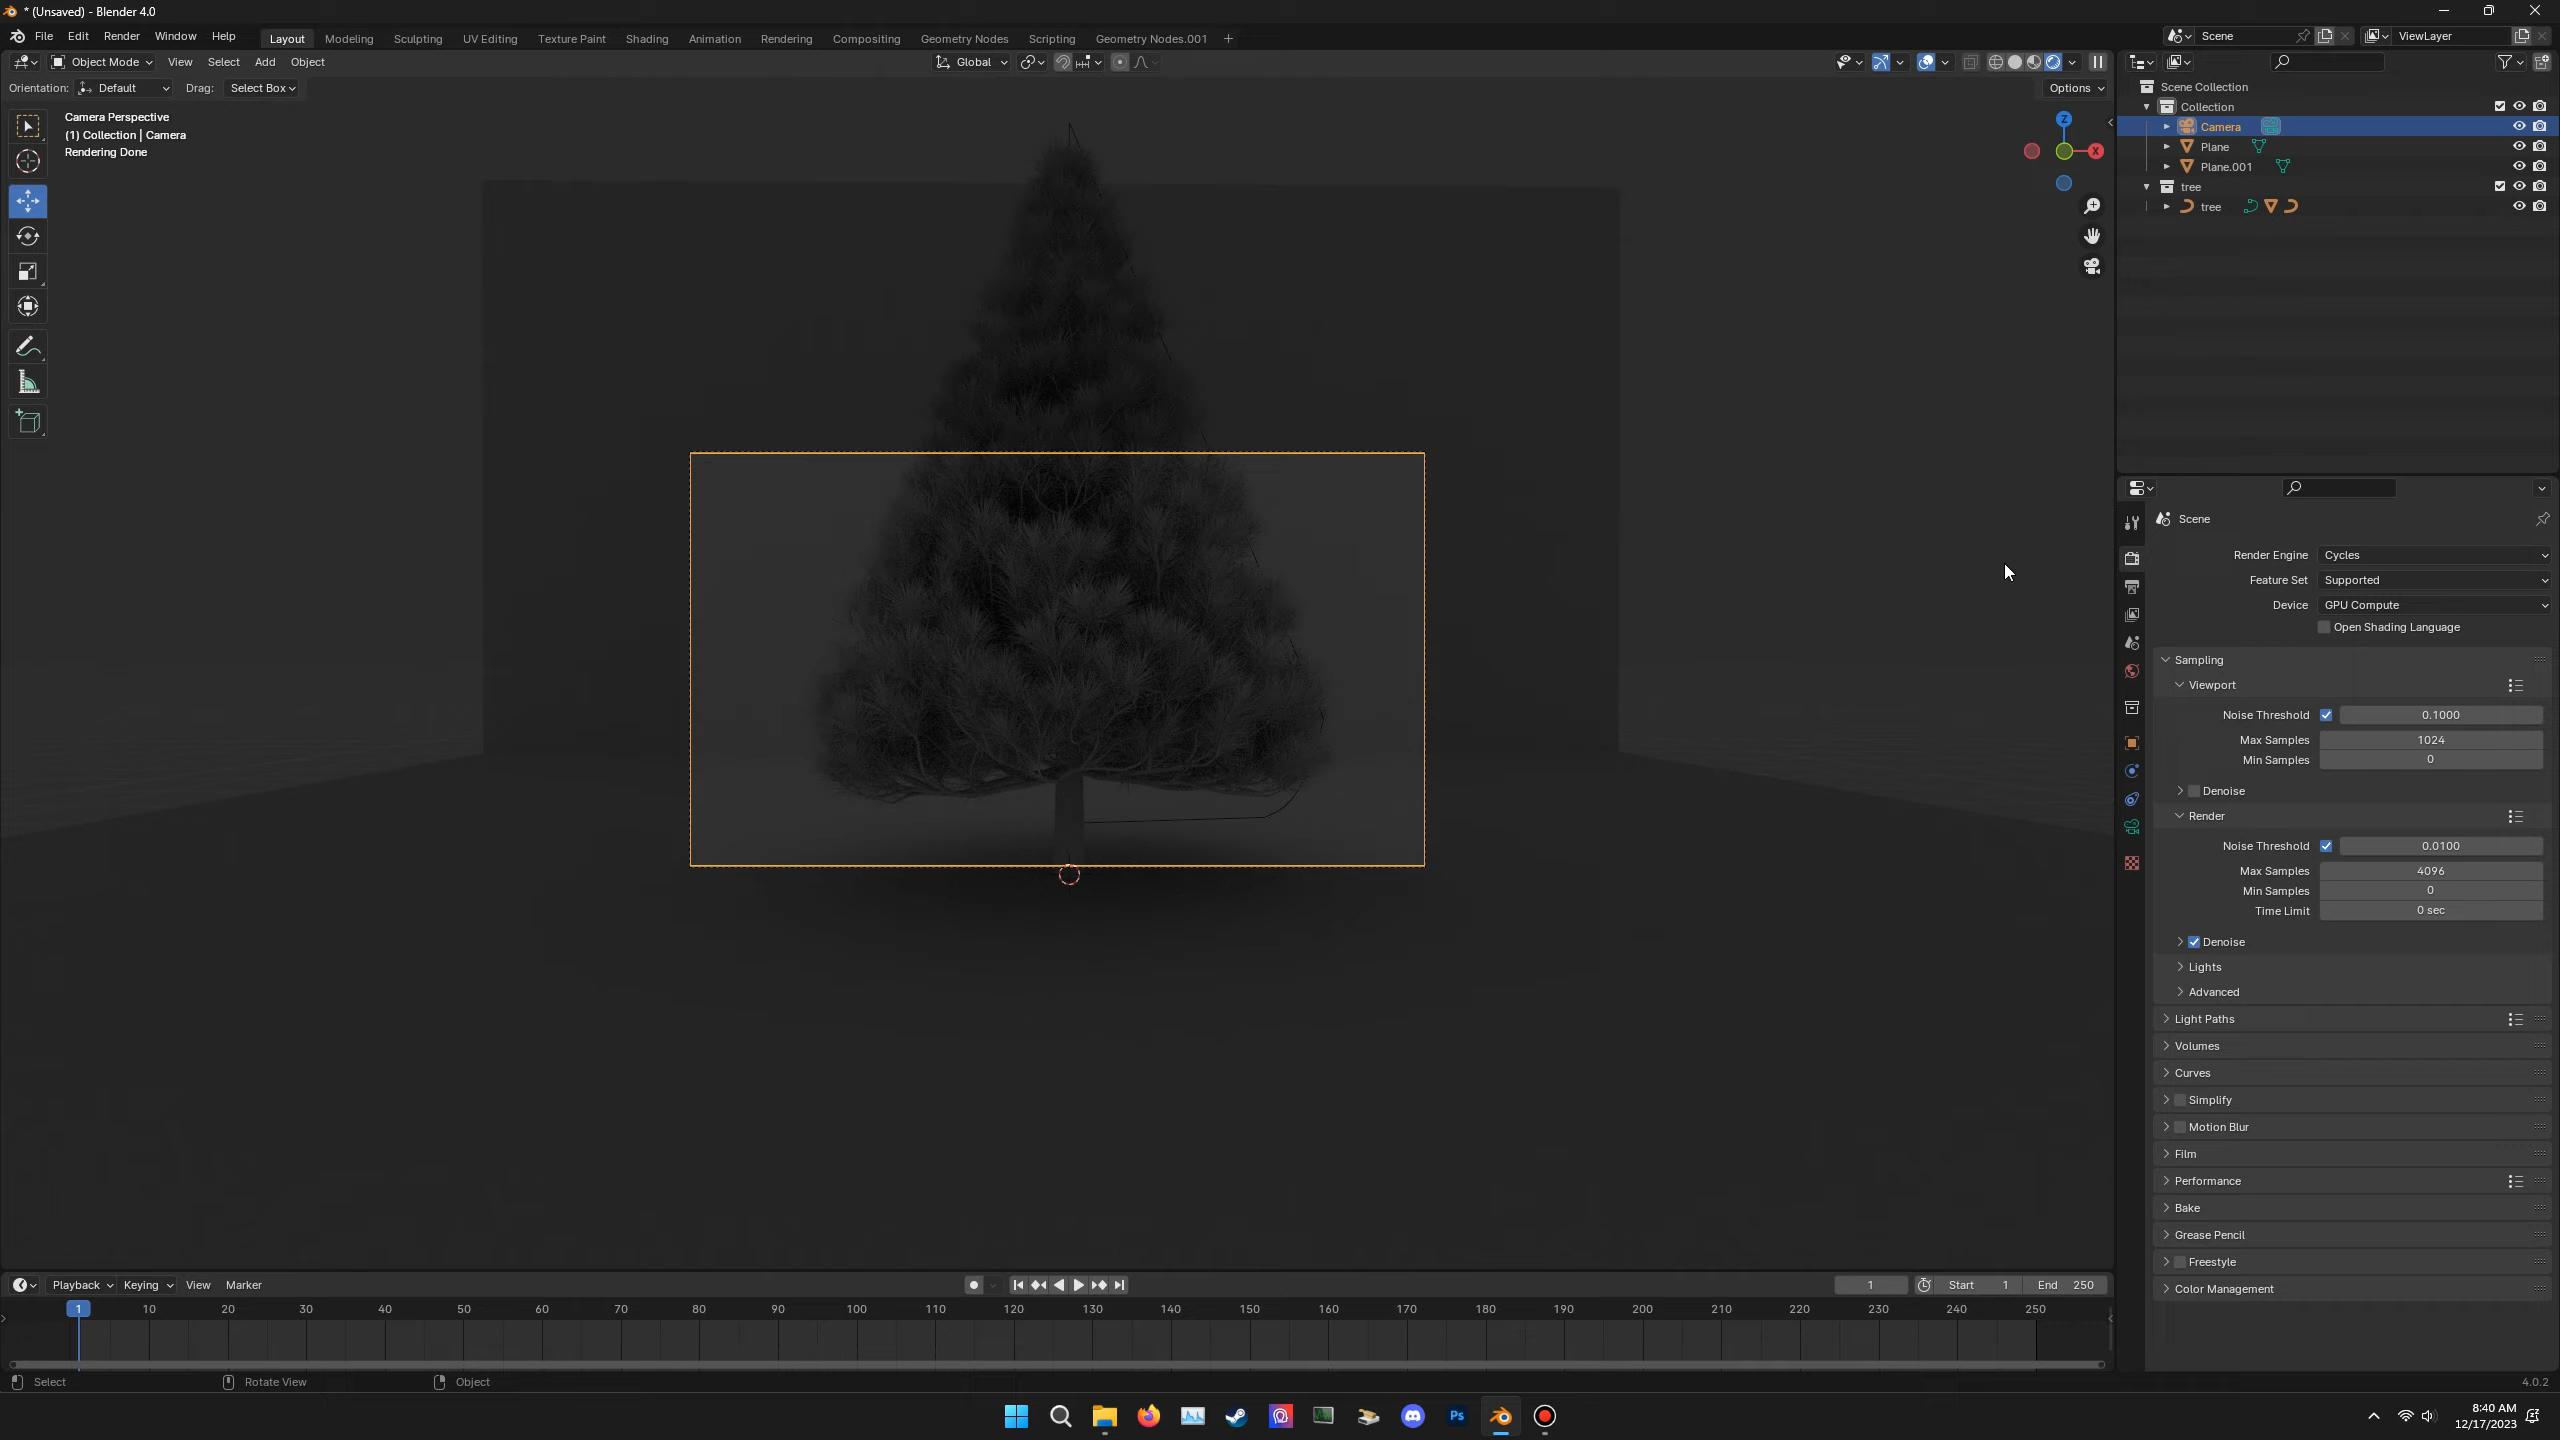 * (Unsaved) - Blender 4.0
File Edit Render Window Help
Layout Modeling Sculpting UV Editing Texture Paint Shading Animation Rendering Compositing Geometry Nodes Scripting Geometry Nodes.001 +
Scene ViewLayer
Object Mode View Select Add Object Global
Orientation: Default Drag: Select Box Options
Camera Perspective
(1) Collection | Camera
Rendering Done
Z
X
Scene Collection
Collection
Camera
Plane
Plane.001
tree
tree
Scene
Render Engine Cycles
Feature Set Supported
Device GPU Compute
Open Shading Language
Sampling
Viewport
Noise Threshold 0.1000
Max Samples 1024
Min Samples 0
Denoise
Render
Noise Threshold 0.0100
Max Samples 4096
Min Samples 0
Time Limit 0 sec
Denoise
Lights
Advanced
Light Paths
Volumes
Curves
Simplify
Motion Blur
Film
Performance
Bake
Grease Pencil
Freestyle
Color Management
Playback Keying View Marker 1 Start 1 End 250
1 10 20 30 40 50 60 70 80 90 100 110 120 130 140 150 160 170 180 190 200 210 220 230 240 250
Select Rotate View Object 4.0.2
Ps
8:40 AM
12/17/2023